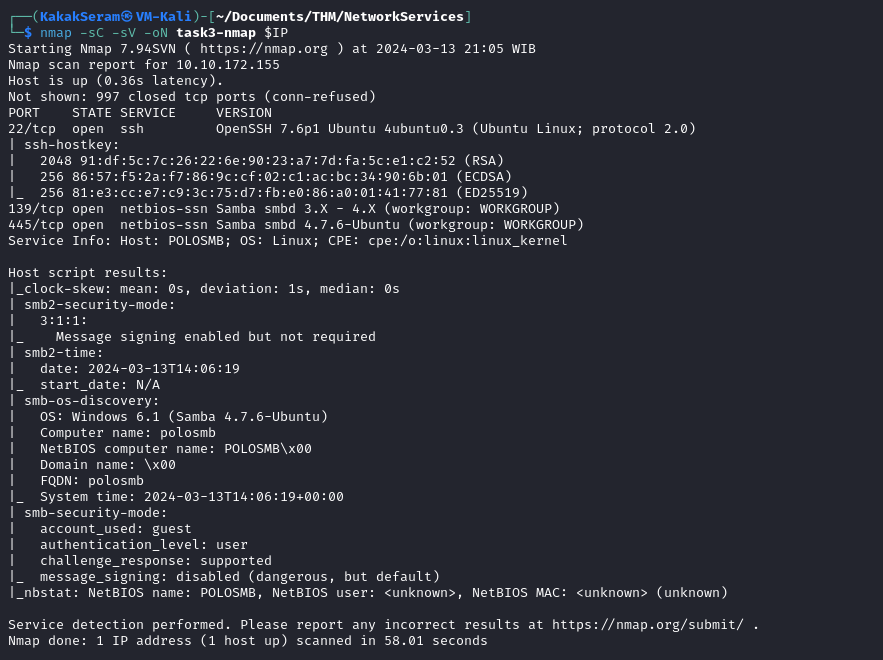 ┌──(KakakSeram㉿VM-Kali)-[~/Documents/THM/NetworkServices]
└─$ nmap -sC -sV -oN task3-nmap $IP
Starting Nmap 7.94SVN ( https://nmap.org ) at 2024-03-13 21:05 WIB
Nmap scan report for 10.10.172.155
Host is up (0.36s latency).
Not shown: 997 closed tcp ports (conn-refused)
PORT    STATE SERVICE     VERSION
22/tcp  open  ssh         OpenSSH 7.6p1 Ubuntu 4ubuntu0.3 (Ubuntu Linux; protocol 2.0)
| ssh-hostkey:
|   2048 91:df:5c:7c:26:22:6e:90:23:a7:7d:fa:5c:e1:c2:52 (RSA)
|   256 86:57:f5:2a:f7:86:9c:cf:02:c1:ac:bc:34:90:6b:01 (ECDSA)
|_  256 81:e3:cc:e7:c9:3c:75:d7:fb:e0:86:a0:01:41:77:81 (ED25519)
139/tcp open  netbios-ssn Samba smbd 3.X - 4.X (workgroup: WORKGROUP)
445/tcp open  netbios-ssn Samba smbd 4.7.6-Ubuntu (workgroup: WORKGROUP)
Service Info: Host: POLOSMB; OS: Linux; CPE: cpe:/o:linux:linux_kernel

Host script results:
|_clock-skew: mean: 0s, deviation: 1s, median: 0s
| smb2-security-mode:
|   3:1:1:
|_    Message signing enabled but not required
| smb2-time:
|   date: 2024-03-13T14:06:19
|_  start_date: N/A
| smb-os-discovery:
|   OS: Windows 6.1 (Samba 4.7.6-Ubuntu)
|   Computer name: polosmb
|   NetBIOS computer name: POLOSMB\x00
|   Domain name: \x00
|   FQDN: polosmb
|_  System time: 2024-03-13T14:06:19+00:00
| smb-security-mode:
|   account_used: guest
|   authentication_level: user
|   challenge_response: supported
|_  message_signing: disabled (dangerous, but default)
|_nbstat: NetBIOS name: POLOSMB, NetBIOS user: <unknown>, NetBIOS MAC: <unknown> (unknown)

Service detection performed. Please report any incorrect results at https://nmap.org/submit/ .
Nmap done: 1 IP address (1 host up) scanned in 58.01 seconds